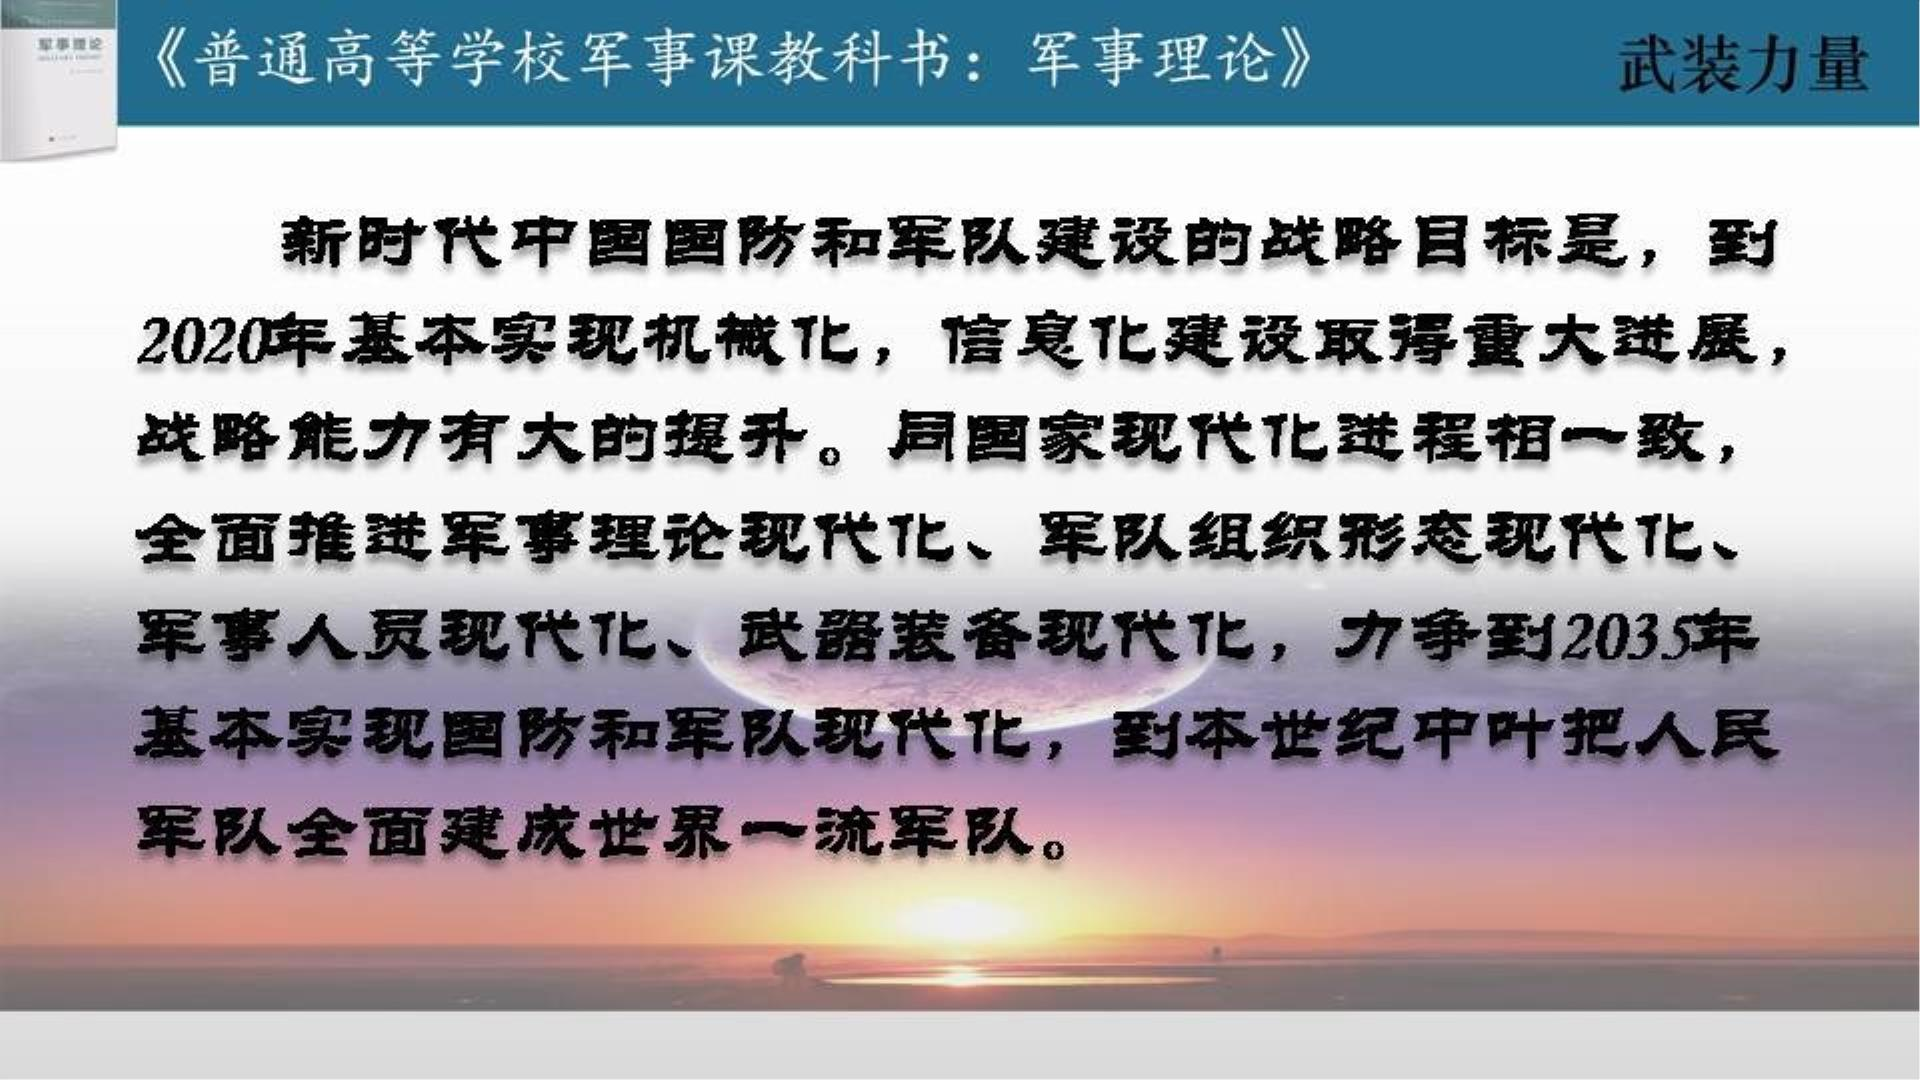 军事理论
《普通高等学校军事课教科书：军事理论》
武装力量
新时代中国国防和军队建设的战略目标是，到
2020年基本实现机械化，信息化建设取得重大进展，
战略能力有大的提升。同国家现代化进程相一致，
全面推进军事理论现代化、军队组织形态现代化、
军事人员现代化、武器装备现代化，力争到2035年
基本实现国防和军队现代化，到本世纪中叶把人民
军队全面建成世界一流军队。